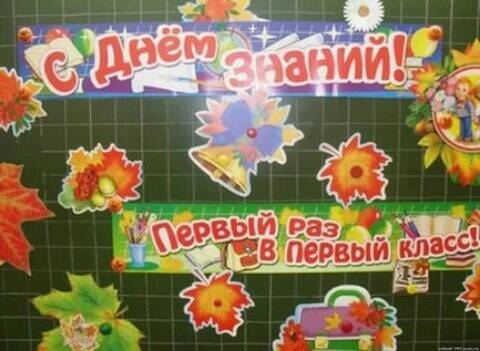 С Днём Знаний!
Первый раз
в первый класс!